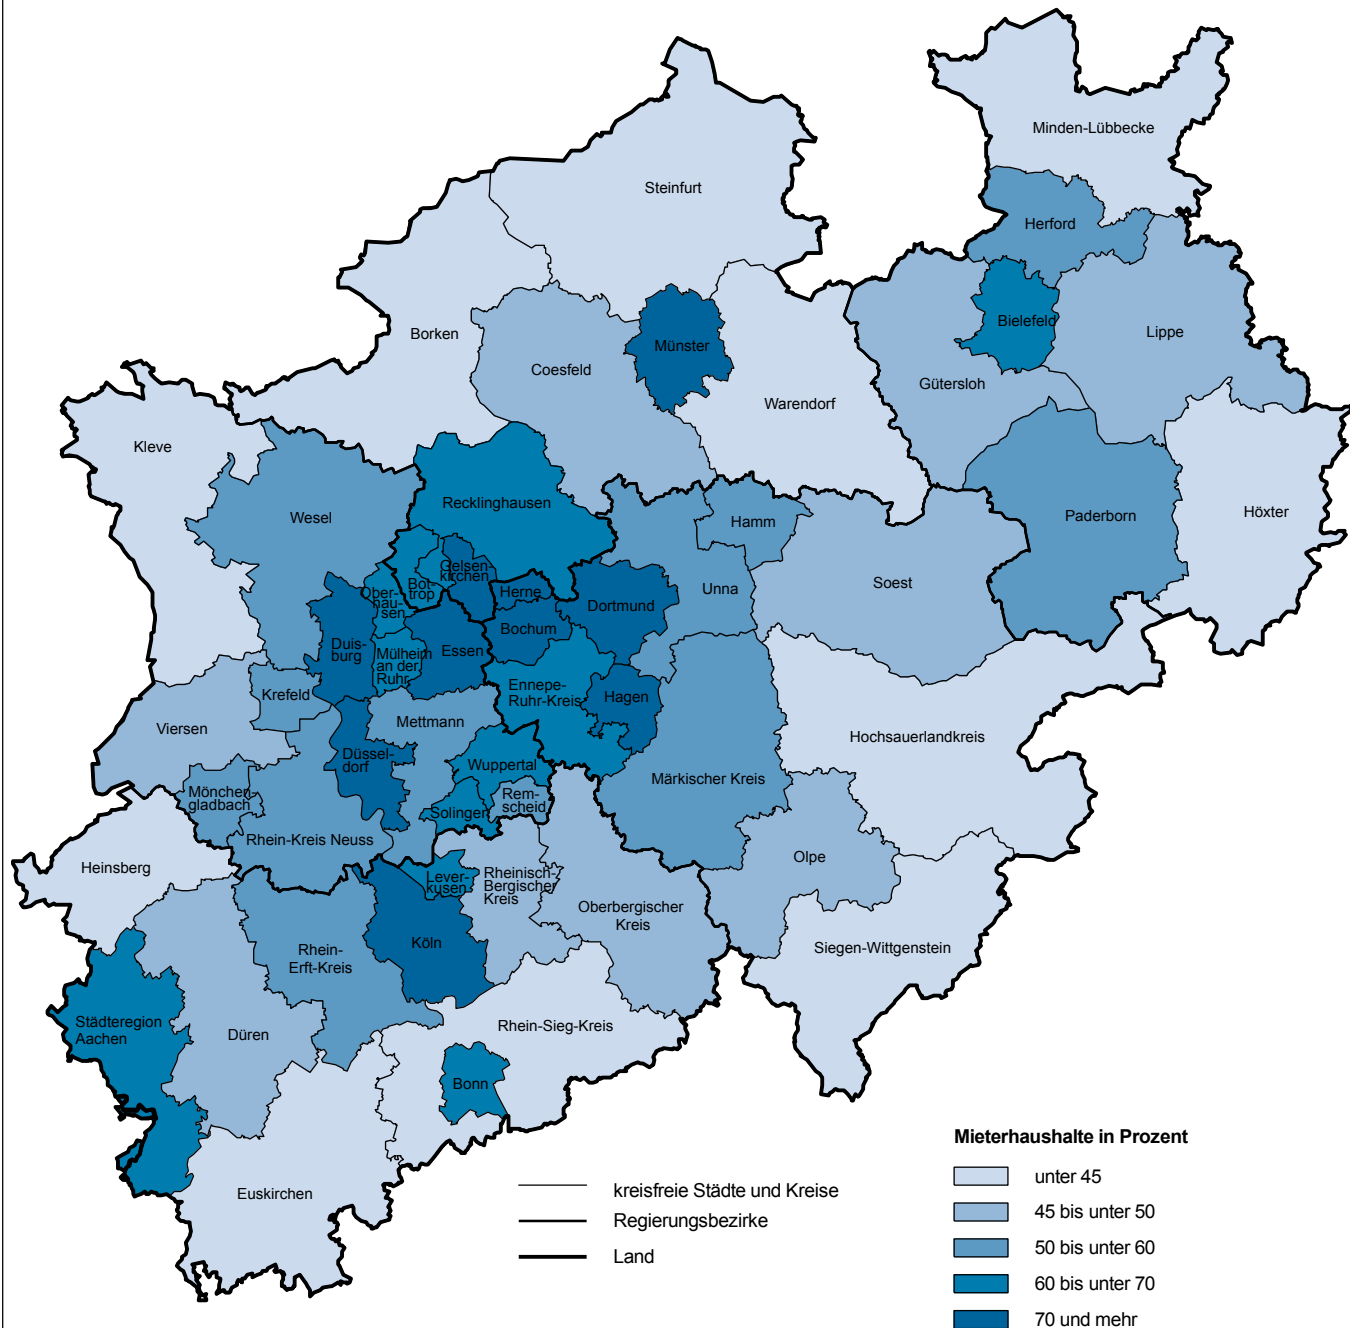 Minden-Lübbecke
Steinfurt
Herford
Bielefeld
Lippe
Borken
Münster
Coesfeld
Gütersloh
Warendorf
Kleve
Recklinghausen
Wesel
Hamm
Paderborn
Höxter
Gelsen-
kirchen
Bot-
trop
Ober-
hau-
sen
Herne
Dortmund
Unna
Soest
Bochum
Duis-
burg
Essen
Mülheim
an der
Ruhr
Ennepe-
Ruhr-Kreis
Hagen
Krefeld
Mettmann
Viersen
Hochsauerlandkreis
Düssel-
dorf
Wuppertal
Märkischer Kreis
Mönchen-
gladbach
Rem-
scheid
Solingen
Rhein-Kreis Neuss
Olpe
Heinsberg
Lever-
kusen
Rheinisch-
Bergischer
Kreis
Oberbergischer
Kreis
Köln
Rhein-
Erft-Kreis
Siegen-Wittgenstein
Städteregion
Aachen
Düren
Rhein-Sieg-Kreis
Bonn
Euskirchen
kreisfreie Städte und Kreise
Regierungsbezirke
Land
Mieterhaushalte in Prozent
unter 45
45 bis unter 50
50 bis unter 60
60 bis unter 70
70 und mehr